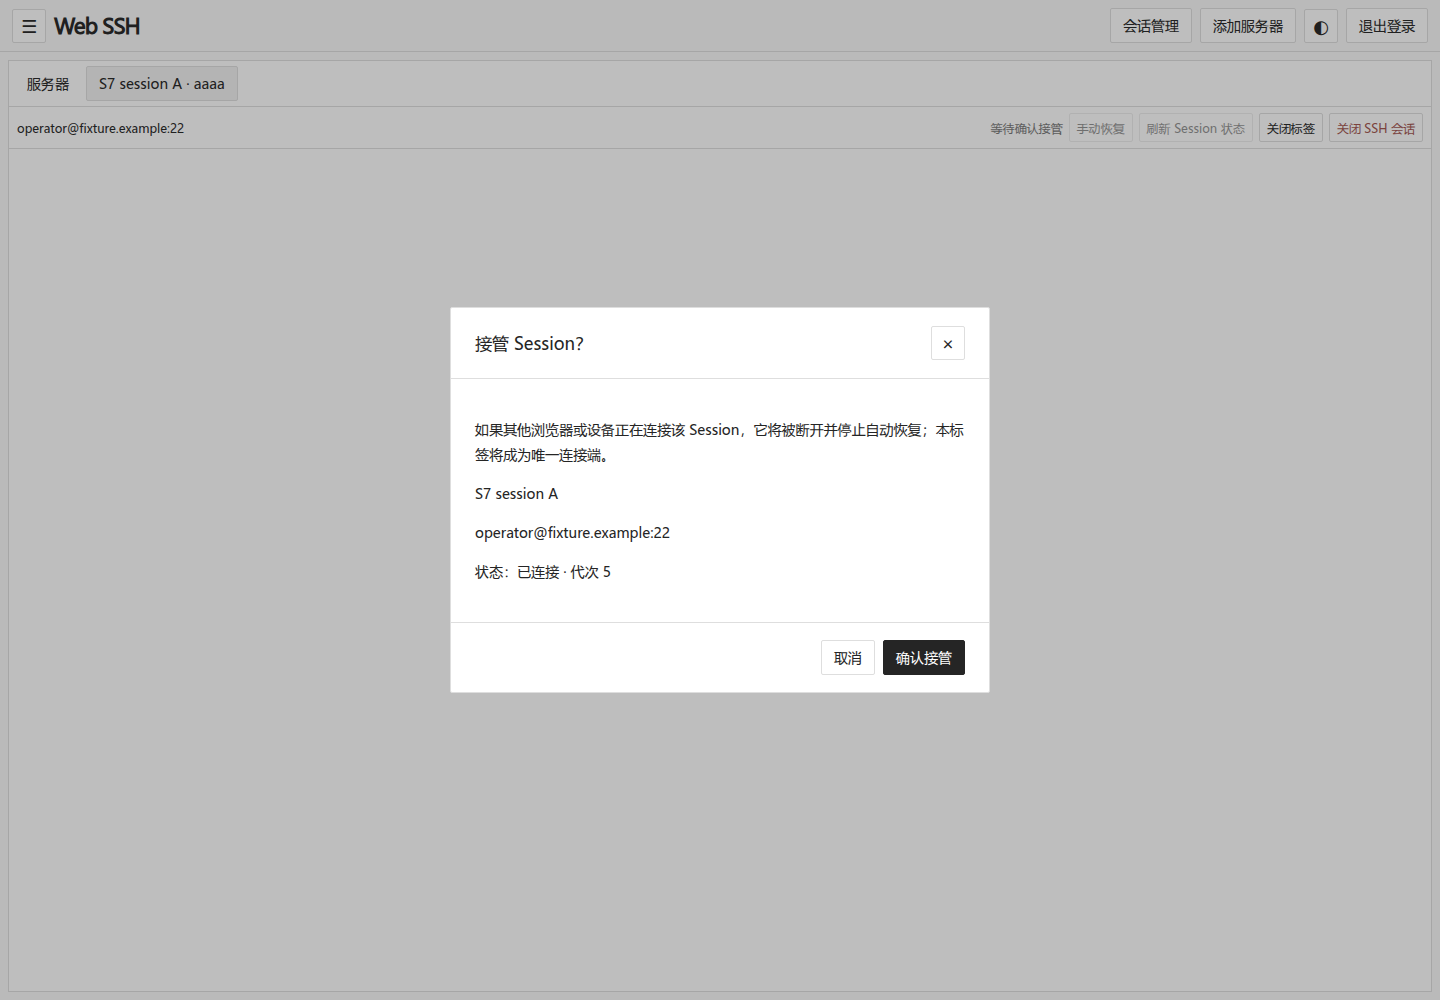 ☰ Web SSH 会话管理 添加服务器 ◐ 退出登录
服务器 S7 session A · aaaa
operator@fixture.example:22 等待确认接管 手动恢复 刷新 Session 状态 关闭标签 关闭 SSH 会话
接管 Session? ×
如果其他浏览器或设备正在连接该 Session，它将被断开并停止自动恢复；本标
签将成为唯一连接端。
S7 session A
operator@fixture.example:22
状态：已连接 · 代次 5
取消 确认接管